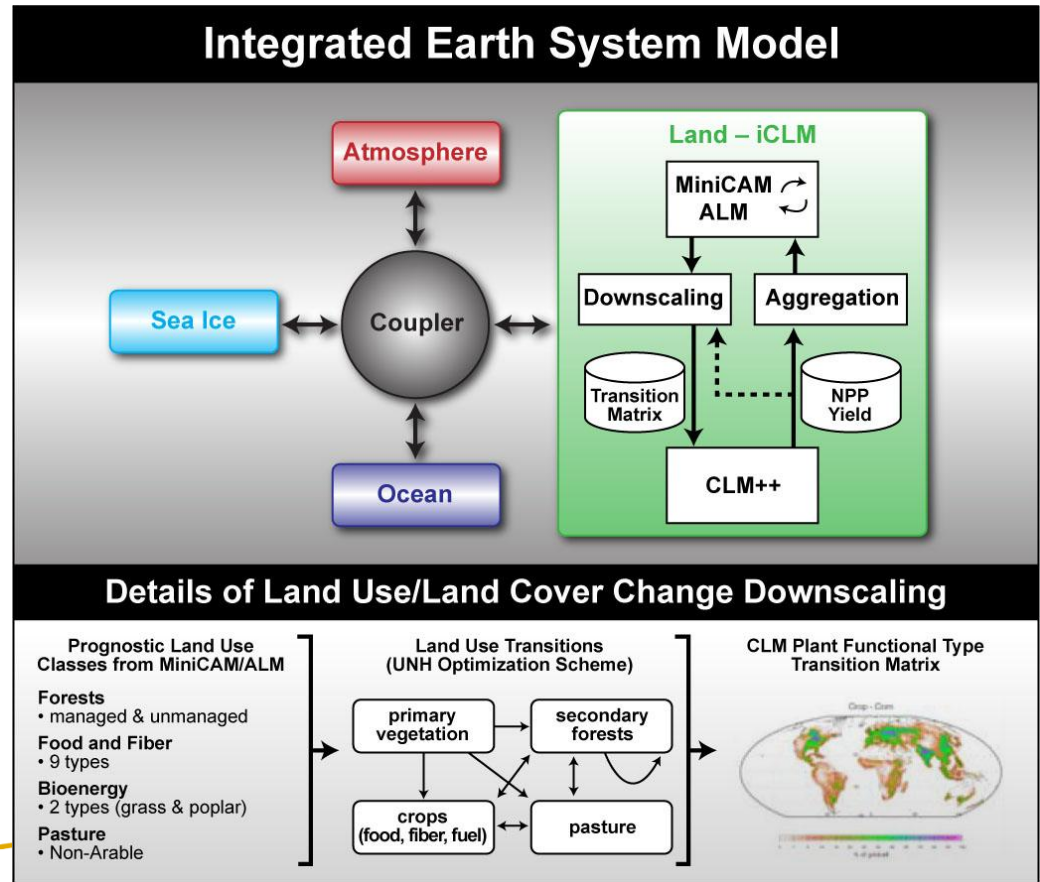 Integrated Earth System Model
Atmosphere
Sea Ice
Coupler
Ocean
Land – iCLM
MiniCAM
ALM
Downscaling
Aggregation
Transition
Matrix
NPP
Yield
CLM++
Details of Land Use/Land Cover Change Downscaling
Prognostic Land Use
Classes from MiniCAM/ALM
Forests
• managed & unmanaged
Food and Fiber
• 9 types
Bioenergy
• 2 types (grass & poplar)
Pasture
• Non-Arable
Land Use Transitions
(UNH Optimization Scheme)
primary
vegetation
secondary
forests
crops
(food, fiber, fuel)
pasture
CLM Plant Functional Type
Transition Matrix
Crop - Corn